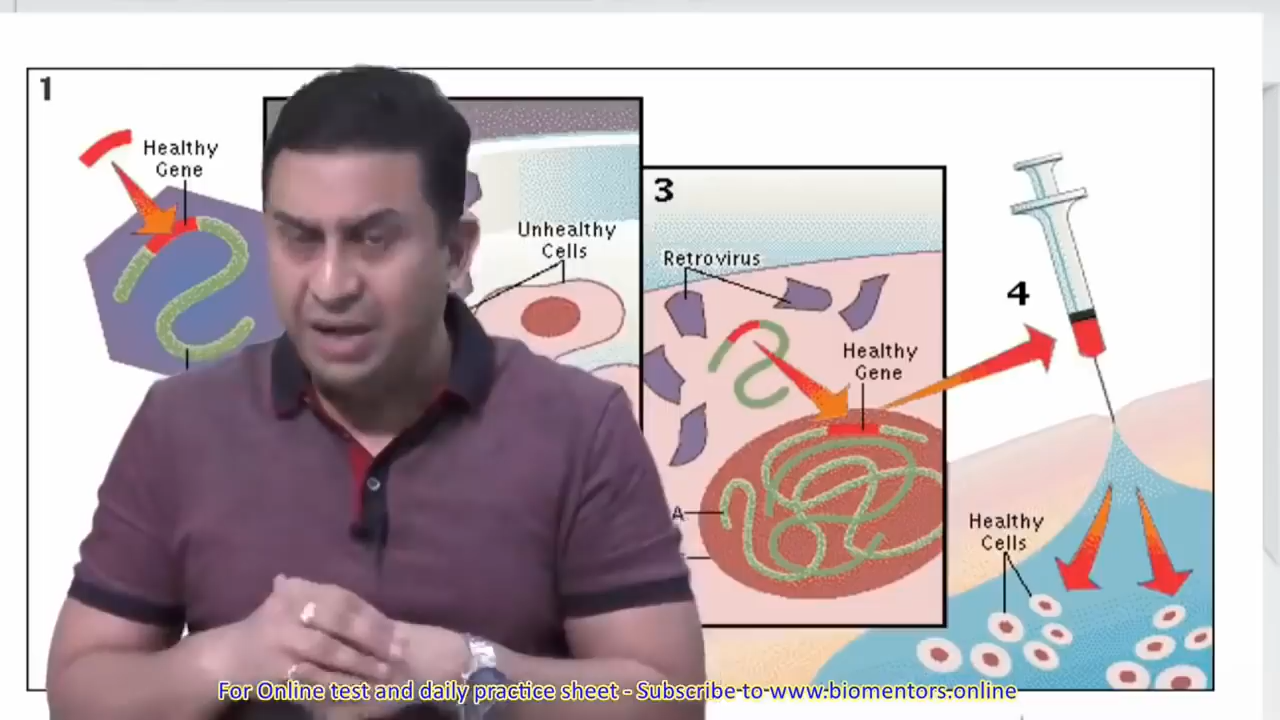 1
Healthy
Gene
Unhealthy
Cells
3
Retrovirus
Healthy
Gene
A
4
Healthy
Cells
For Online test and daily practice sheet - Subscribe-to-www.biomentors.online